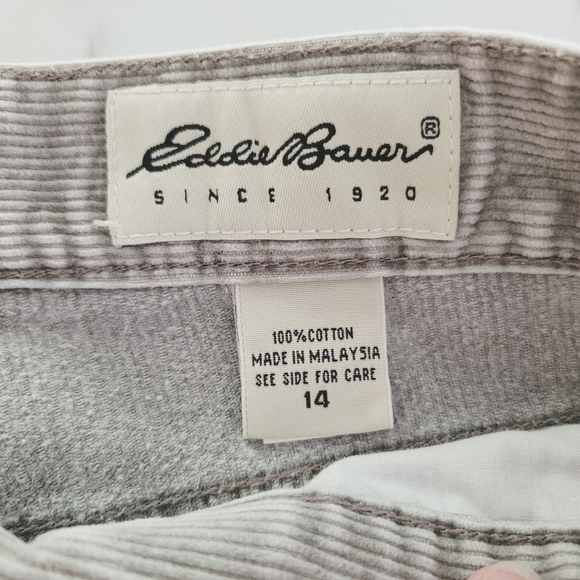 Eddie Bauer ®
SINCE 1920
100% COTTON
MADE IN MALAYSIA
SEE SIDE FOR CARE
14